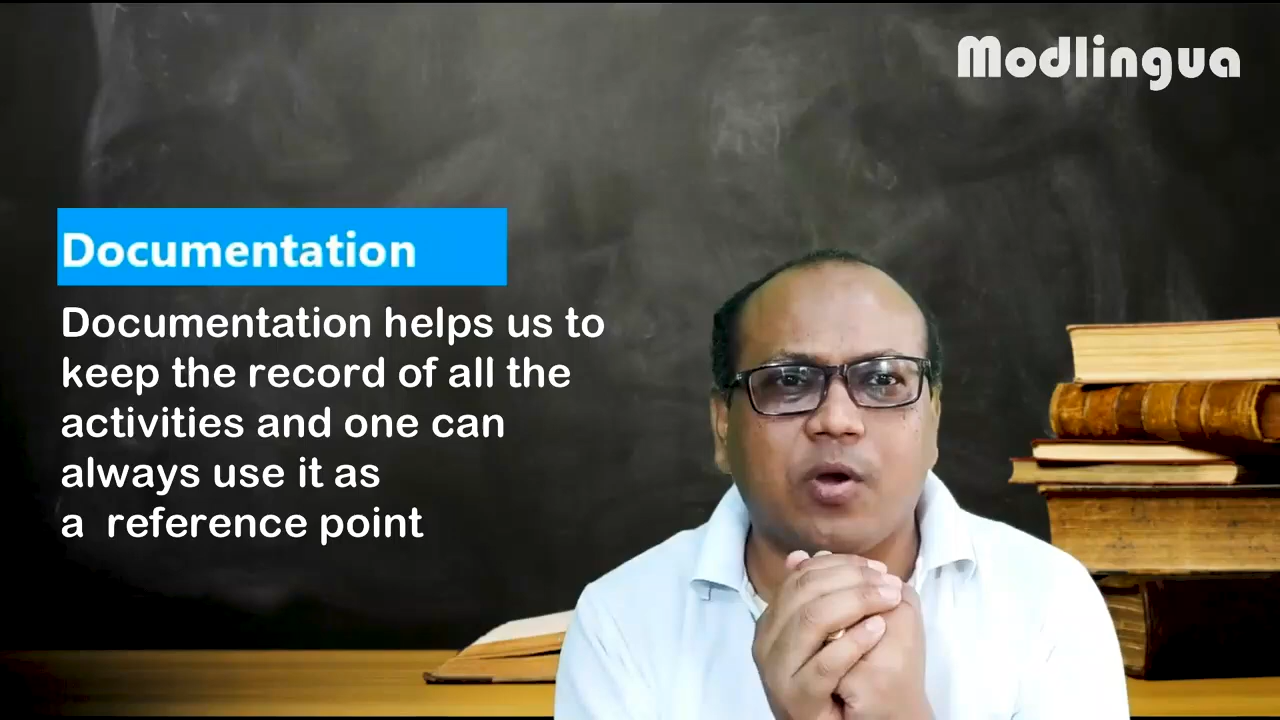 Modlingua
Documentation
Documentation helps us to
keep the record of all the
activities and one can
always use it as
a  reference point